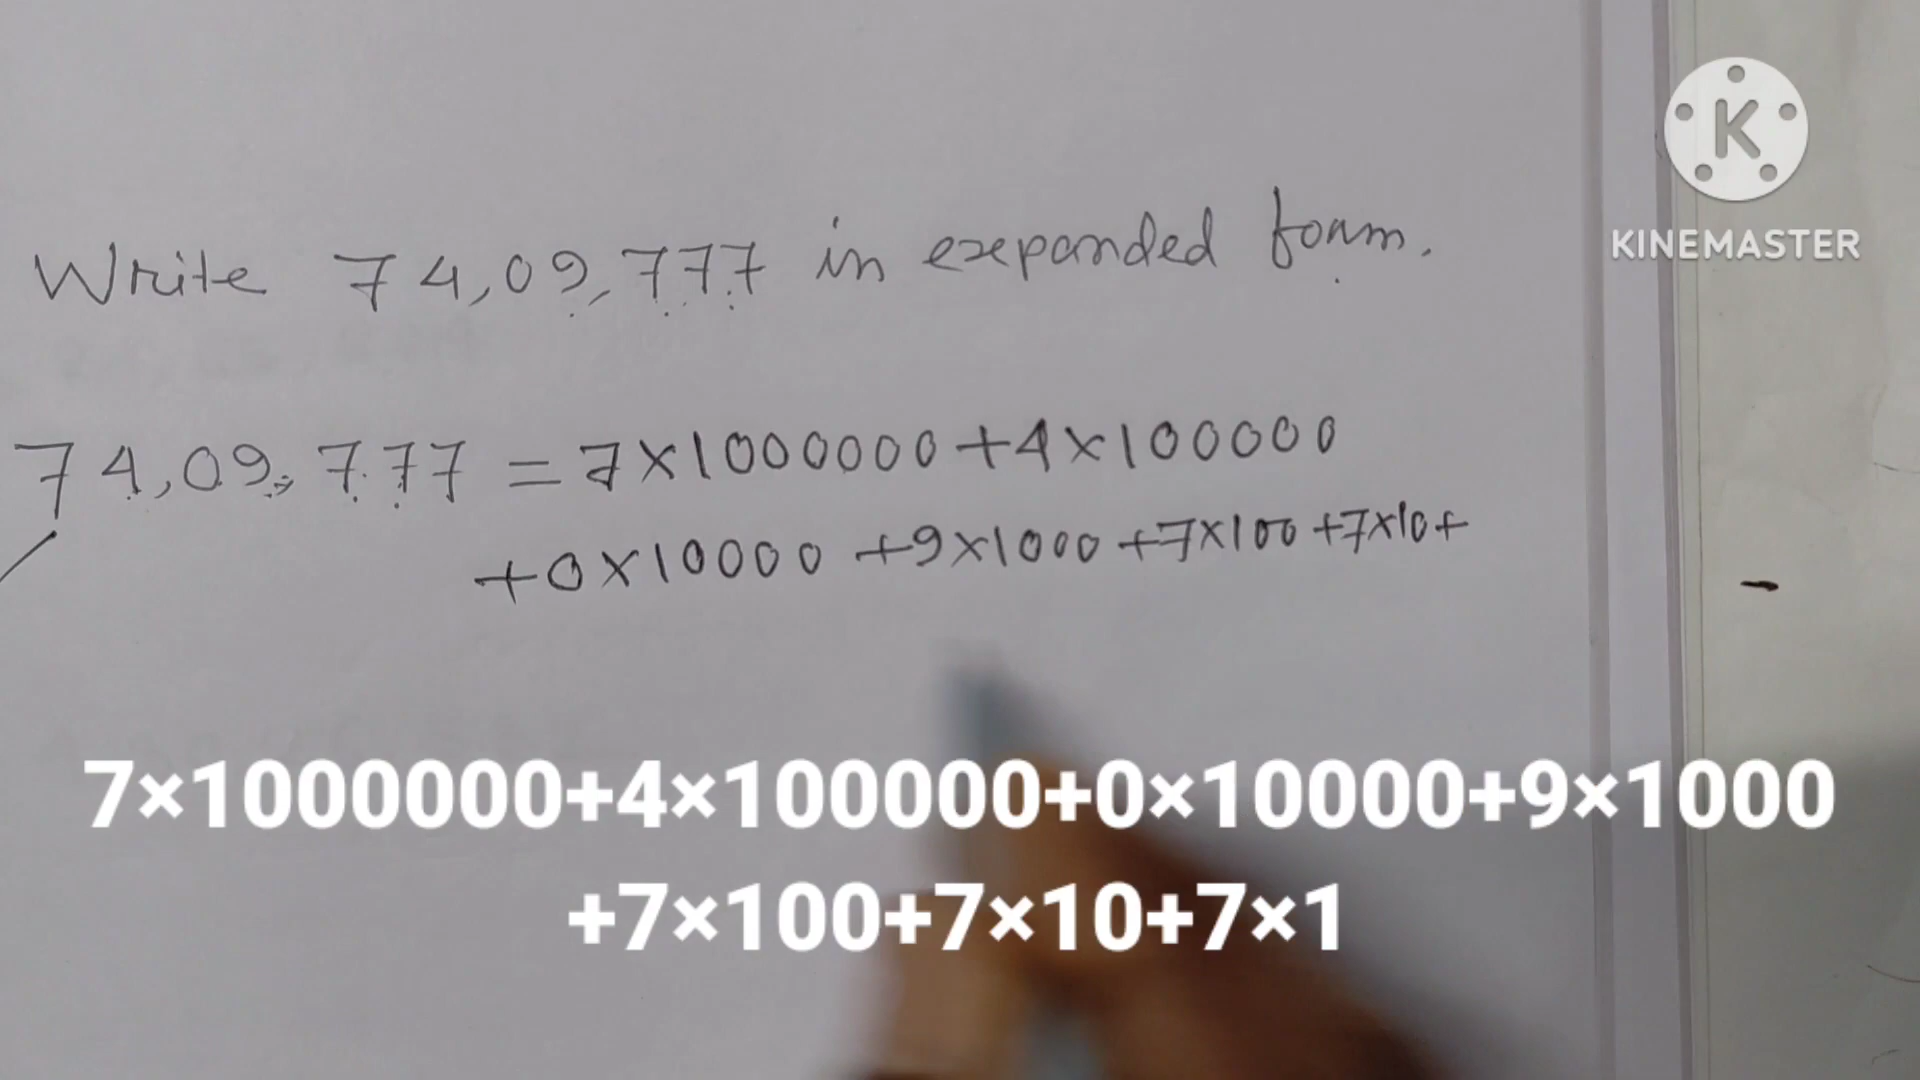 K
KINEMASTER
Write 74,09,777 in expanded form.
74,09,777 = 7×1000000+4×100000
+0×10000+9×1000+7×100+7×10+
7×1000000+4×100000+0×10000+9×1000
+7×100+7×10+7×1